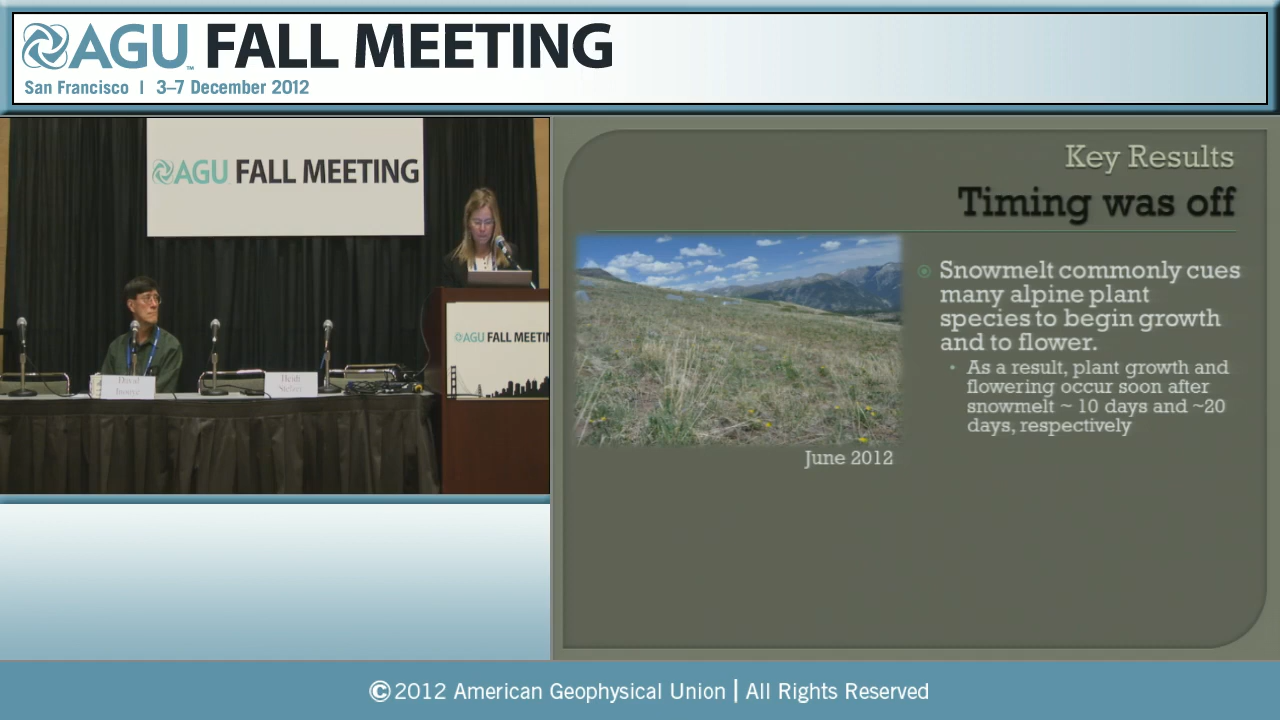 AGU FALL MEETING
San Francisco | 3–7 December 2012
AGU FALL MEETING
AGU FALL MEETIN
David
Heidi
Key Results
Timing was off
Snowmelt commonly cues
many alpine plant
species to begin growth
and to flower.
As a result, plant growth and
flowering occur soon after
snowmelt ~ 10 days and ~20
days, respectively
June 2012
©2012 American Geophysical Union | All Rights Reserved